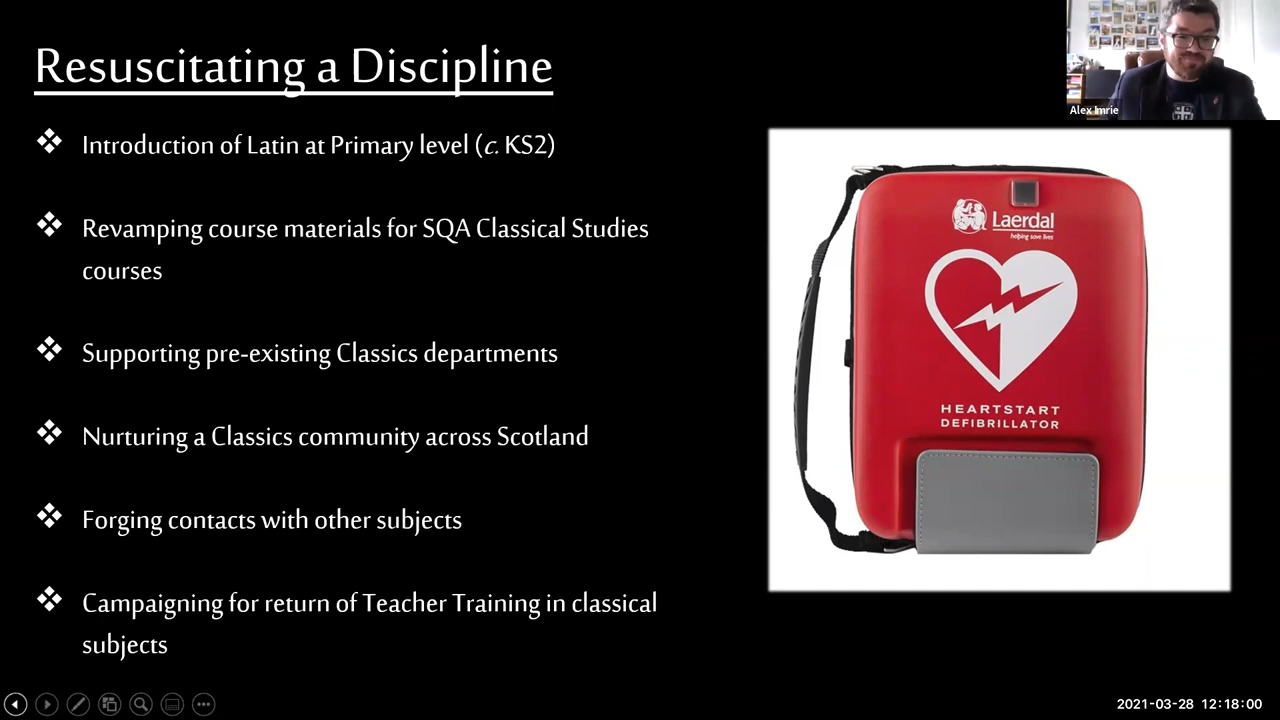 Resuscitating a Discipline
Introduction of Latin at Primary level (c. KS2)
Revamping course materials for SQA Classical Studies
courses
Supporting pre-existing Classics departments
Nurturing a Classics community across Scotland
Forging contacts with other subjects
Campaigning for return of Teacher Training in classical
subjects
Alex Imrie
Laerdal
helping save lives
HEARTSTART
DEFIBRILLATOR
2021-03-28 12:18:00